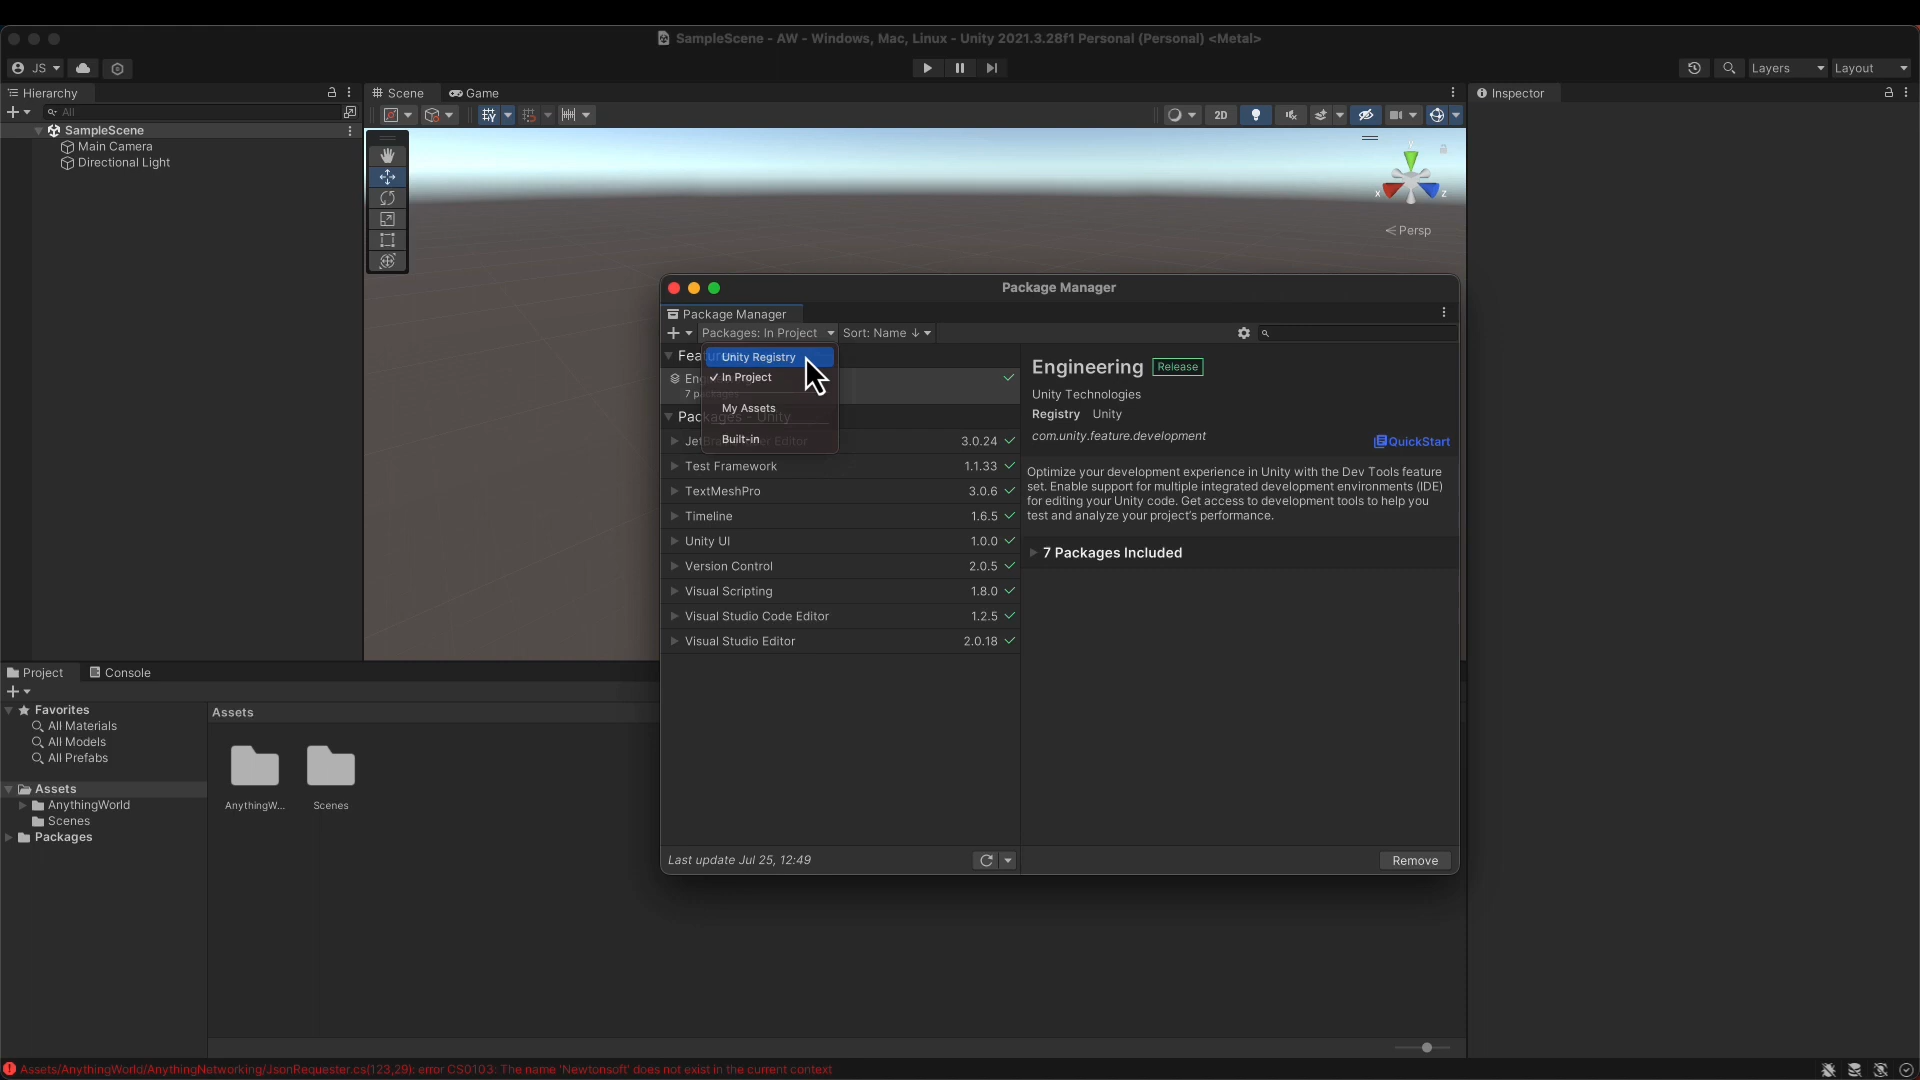 SampleScene - AW - Windows, Mac, Linux - Unity 2021.3.28f1 Personal (Personal) <Metal>
JS
Layers
Layout
Hierarchy
All
SampleScene
Main Camera
Directional Light
Scene
Game
2D
Inspector
y
x
z
Persp
Package Manager
Package Manager
Packages: In Project
Sort: Name ↓
Unity Registry
In Project
My Assets
Built-in
Test Framework 1.1.33
TextMeshPro 3.0.6
Timeline 1.6.5
Unity UI 1.0.0
Version Control 2.0.5
Visual Scripting 1.8.0
Visual Studio Code Editor 1.2.5
Visual Studio Editor 2.0.18
3.0.24
Last update Jul 25, 12:49
Engineering Release
Unity Technologies
Registry Unity
com.unity.feature.development
QuickStart
Optimize your development experience in Unity with the Dev Tools feature
set. Enable support for multiple integrated development environments (IDE)
for editing your Unity code. Get access to development tools to help you
test and analyze your project's performance.
7 Packages Included
Remove
Project
Console
Favorites
All Materials
All Models
All Prefabs
Assets
AnythingWorld
Scenes
Packages
Assets
AnythingW...
Scenes
Assets/AnythingWorld/AnythingNetworking/JsonRequester.cs(123,29): error CS0103: The name 'Newtonsoft' does not exist in the current context